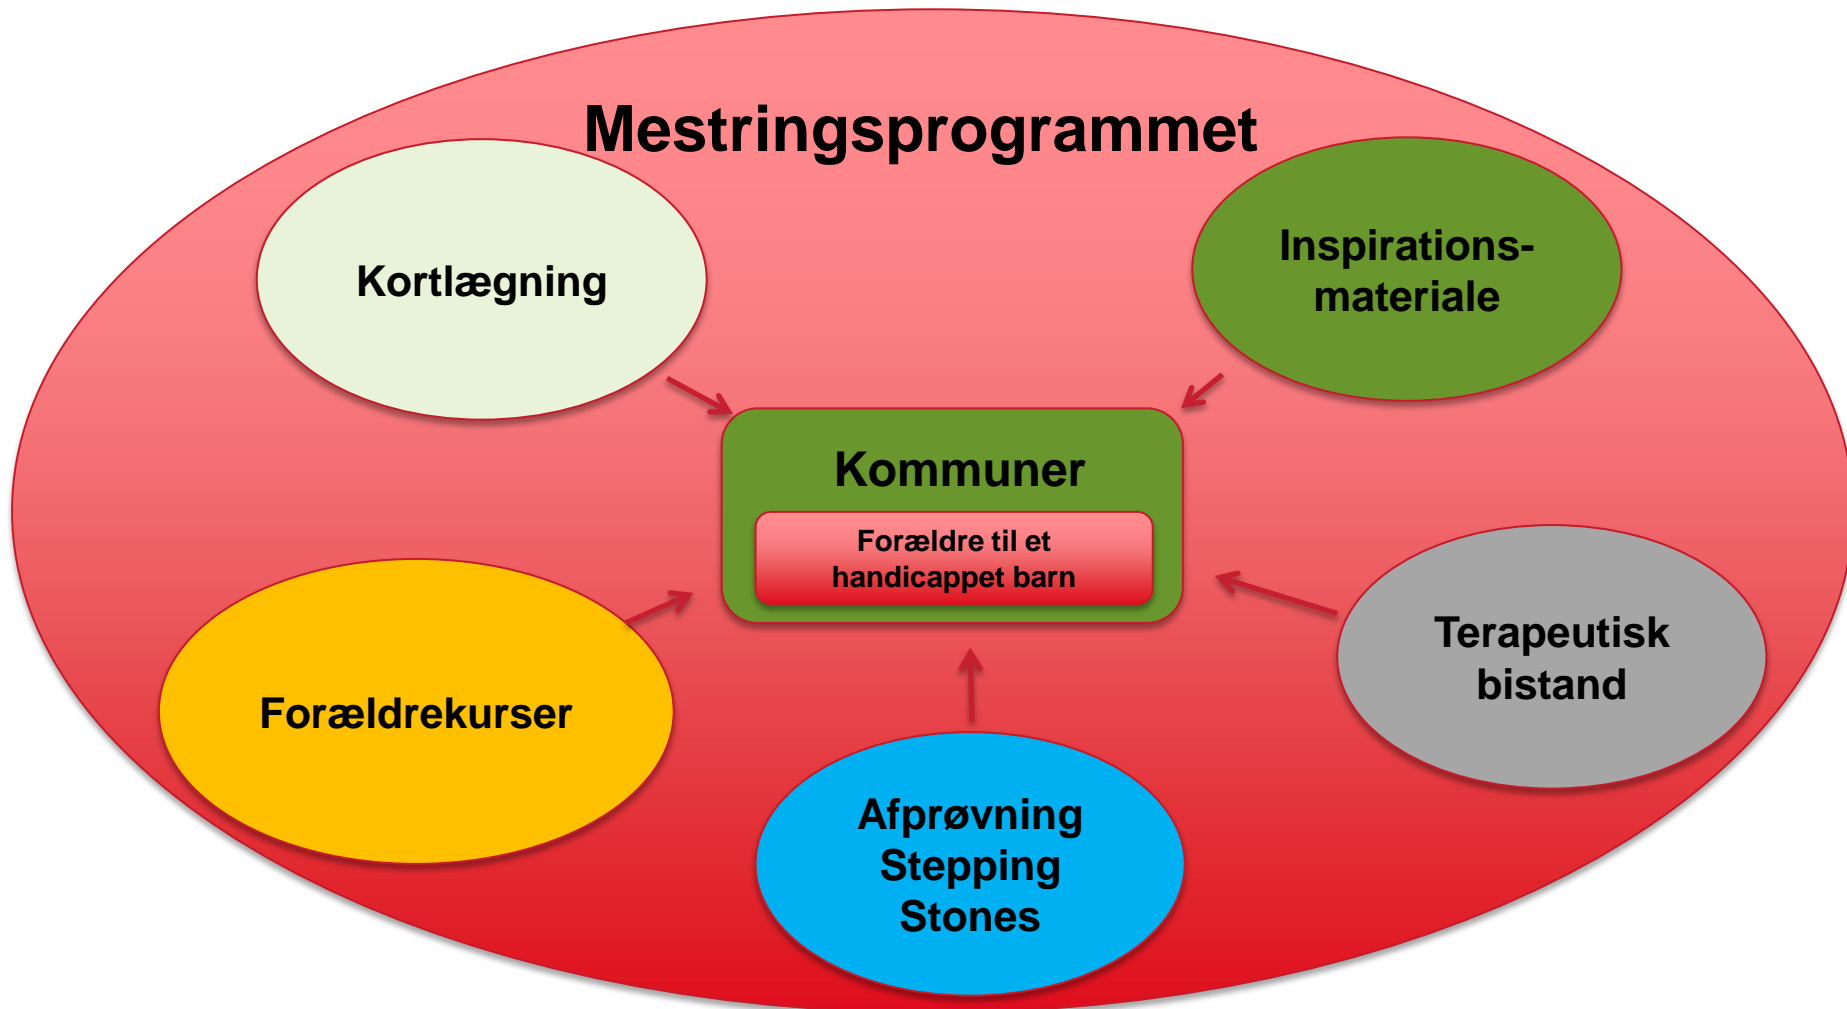 Mestringsprogrammet
Kortlægning
Inspirations-
materiale
Kommuner
Forældre til et
handicappet barn
Forældrekurser
Terapeutisk
bistand
Afprøvning
Stepping
Stones